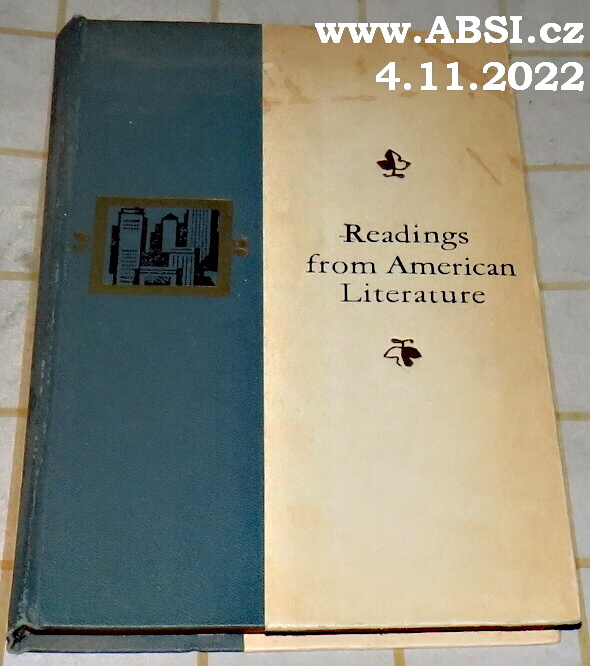 www.ABSI.cz
4.11.2022
Readings
from American
Literature